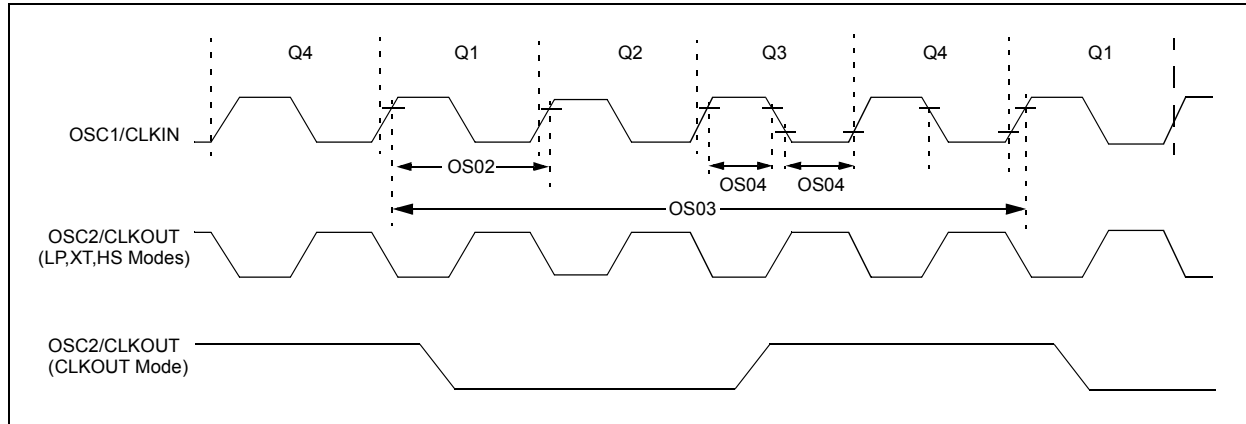 Q4 Q1 Q2 Q3 Q4 Q1
OSC1/CLKIN
OS02 OS04 OS04
OS03
OSC2/CLKOUT
(LP,XT,HS Modes)
OSC2/CLKOUT
(CLKOUT Mode)